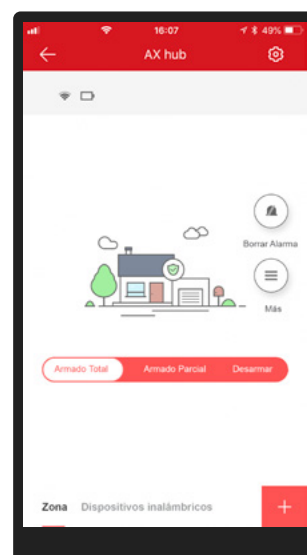 16:07
49%
AX hub
Borrar Alarma
Más
Armado Total Armado Parcial Desarmar
Zona Dispositivos inalámbricos +